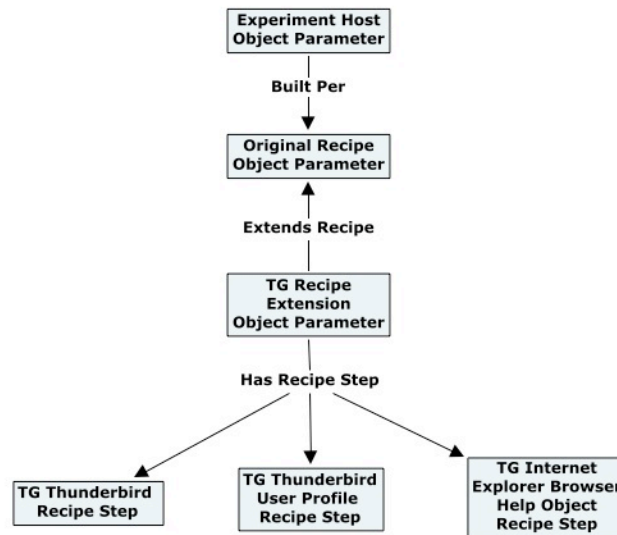 Experiment Host
Object Parameter
Built Per
Original Recipe
Object Parameter
Extends Recipe
TG Recipe
Extension
Object Parameter
Has Recipe Step
TG Thunderbird
Recipe Step
TG Thunderbird
User Profile
Recipe Step
TG Internet
Explorer Browser
Help Object
Recipe Step